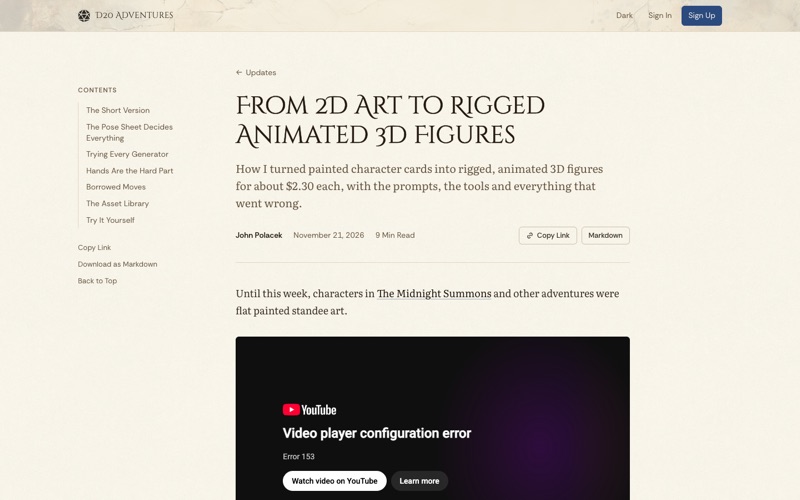 D20 Adventures
Dark
Sign In
Sign Up
CONTENTS
The Short Version
The Pose Sheet Decides
Everything
Trying Every Generator
Hands Are the Hard Part
Borrowed Moves
The Asset Library
Try It Yourself
Copy Link
Download as Markdown
Back to Top
← Updates
From 2D Art to Rigged
Animated 3D Figures
How I turned painted character cards into rigged, animated 3D figures
for about $2.30 each, with the prompts, the tools and everything that
went wrong.
John Polacek
November 21, 2026
9 Min Read
Copy Link
Markdown
Until this week, characters in The Midnight Summons and other adventures were
flat painted standee art.
YouTube
Video player configuration error
Error 153
Watch video on YouTube
Learn more